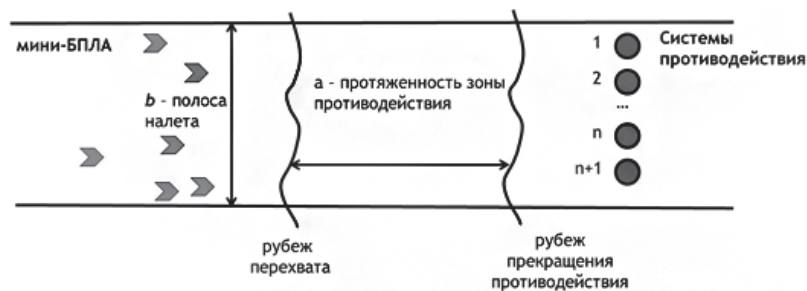 мини-БПЛА
b - полоса
налета
a - протяженность зоны
противодействия
1
2
...
n
n+1
Системы
противодействия
рубеж
перехвата
рубеж
прекращения
противодействия